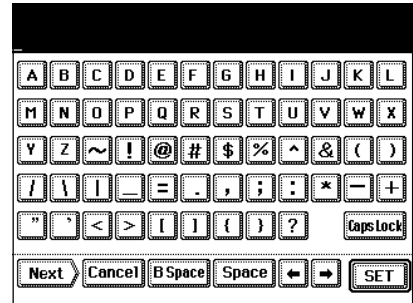 _
A B C D E F G H I J K L
M N O P Q R S T U V W X
Y Z ~ ! @ # $ % ^ & ( )
/ \ | _ = . , ; : * - +
" ' < > [ ] { } ? Caps Lock
Next Cancel B Space Space ← → SET